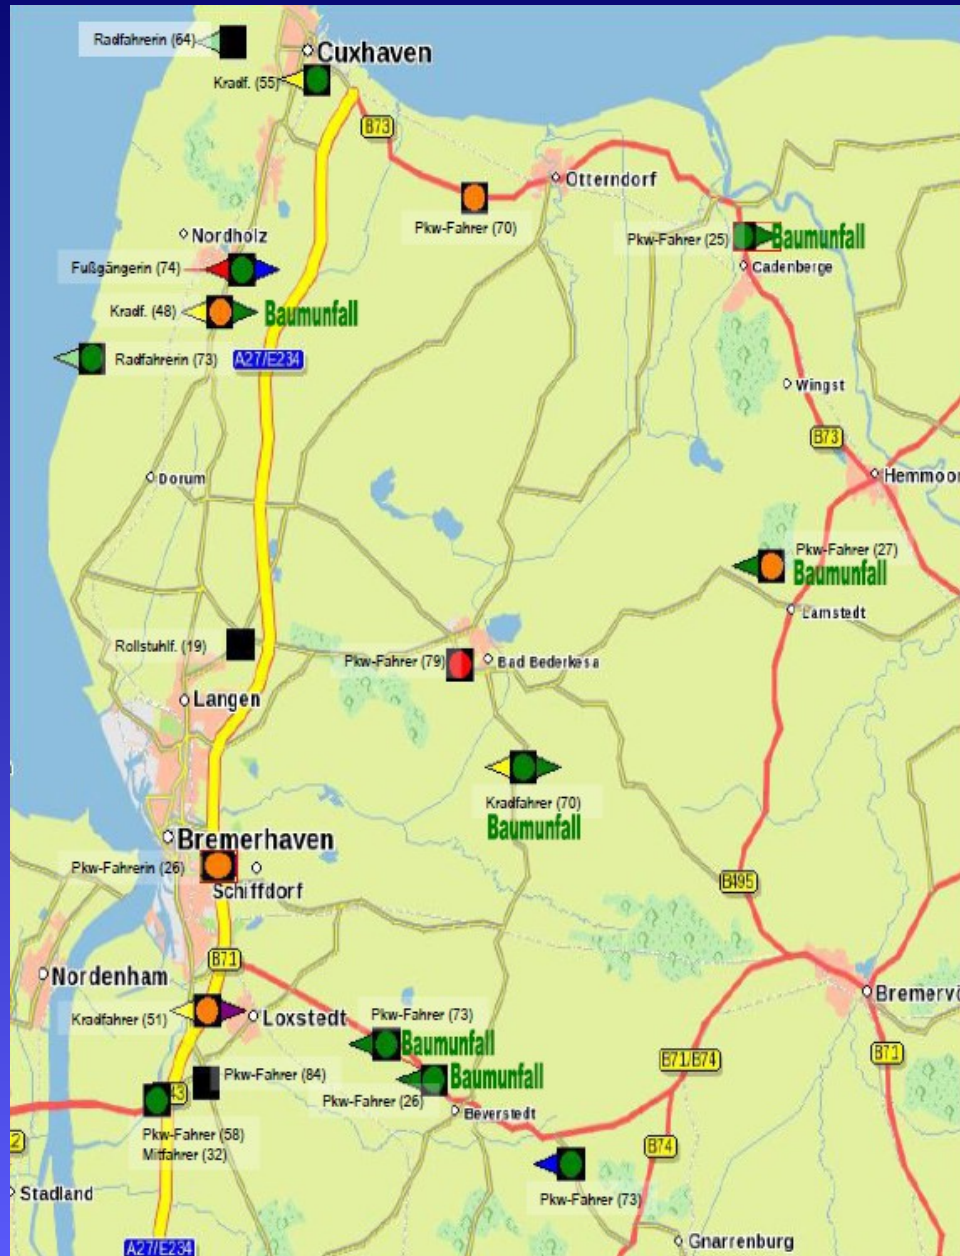 Radfahrerin (64)
Cuxhaven
Kradf. (55)
B73
Otterndorf
Pkw-Fahrer (70)
Nordholz
Pkw-Fahrer (25)
Baumunfall
Cadenberge
Fußgängerin (74)
Kradf. (48)
Baumunfall
Radfahrerin (73)
A27/E234
Wingst
B73
Dorum
Hemmoor
Pkw-Fahrer (27)
Baumunfall
Lamstedt
Rollstuhlf. (19)
Pkw-Fahrer (79)
Bad Bederkesa
Langen
Kradfahrer (70)
Baumunfall
Bremerhaven
Pkw-Fahrerin (26)
Schiffdorf
B495
B71
Nordenham
Bremervö
Kradfahrer (51)
Loxstedt
Pkw-Fahrer (73)
Baumunfall
B71/B74
B71
Pkw-Fahrer (84)
Baumunfall
43
Pkw-Fahrer (26)
Beverstedt
Pkw-Fahrer (58)
Mitfahrer (32)
2
B74
Stadland
Pkw-Fahrer (73)
Gnarrenburg
A27/E234